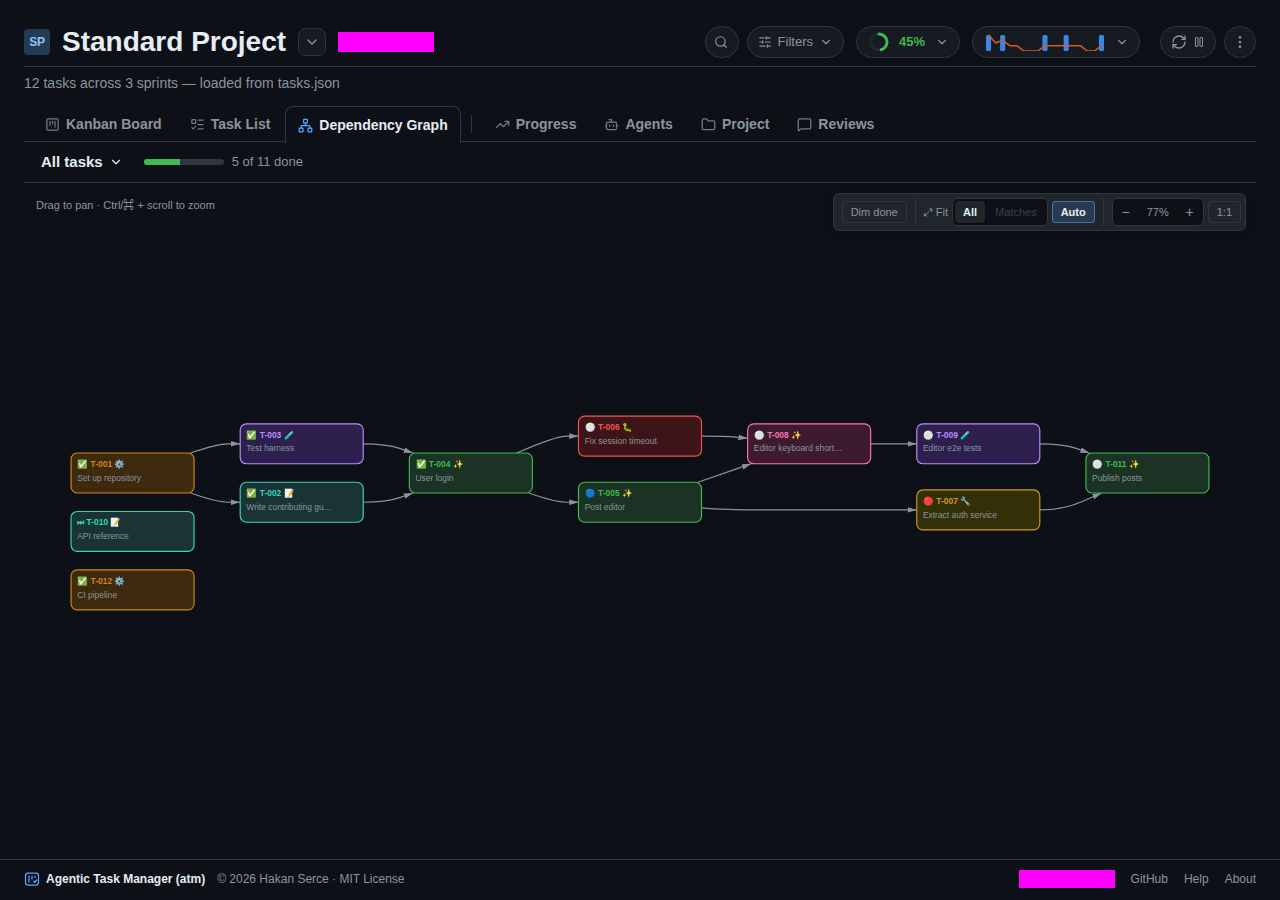 SP Standard Project
Filters
45%
12 tasks across 3 sprints — loaded from tasks.json
Kanban Board Task List Dependency Graph Progress Agents Project Reviews
All tasks 5 of 11 done
Drag to pan · Ctrl/⌘ + scroll to zoom
Dim done Fit All Matches Auto − 77% + 1:1
T-001
Set up repository
T-010
API reference
T-012
CI pipeline
T-003
Test harness
T-002
Write contributing gu…
T-004
User login
T-006
Fix session timeout
T-005
Post editor
T-008
Editor keyboard short…
T-009
Editor e2e tests
T-007
Extract auth service
T-011
Publish posts
Agentic Task Manager (atm) © 2026 Hakan Serce · MIT License
GitHub Help About